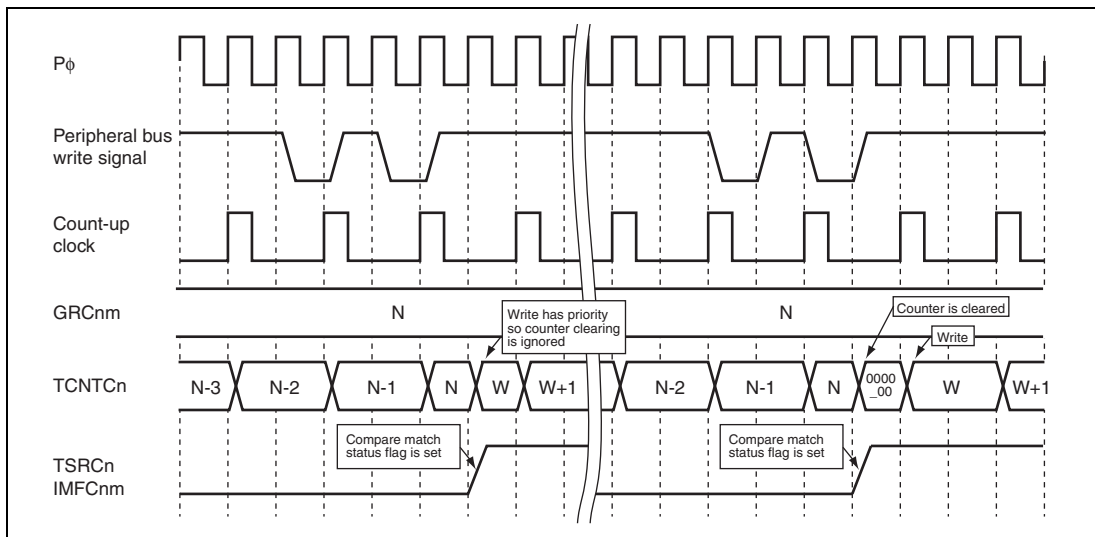 Pφ
Peripheral bus
write signal
Count-up
clock
GRCnm
N
Write has priority
so counter clearing
is ignored
N
Counter is cleared
Write
TCNTCn
N-3
N-2
N-1
N
W
W+1
N-2
N-1
N
0000
_00
W
W+1
Compare match
status flag is set
Compare match
status flag is set
TSRCn
IMFCnm